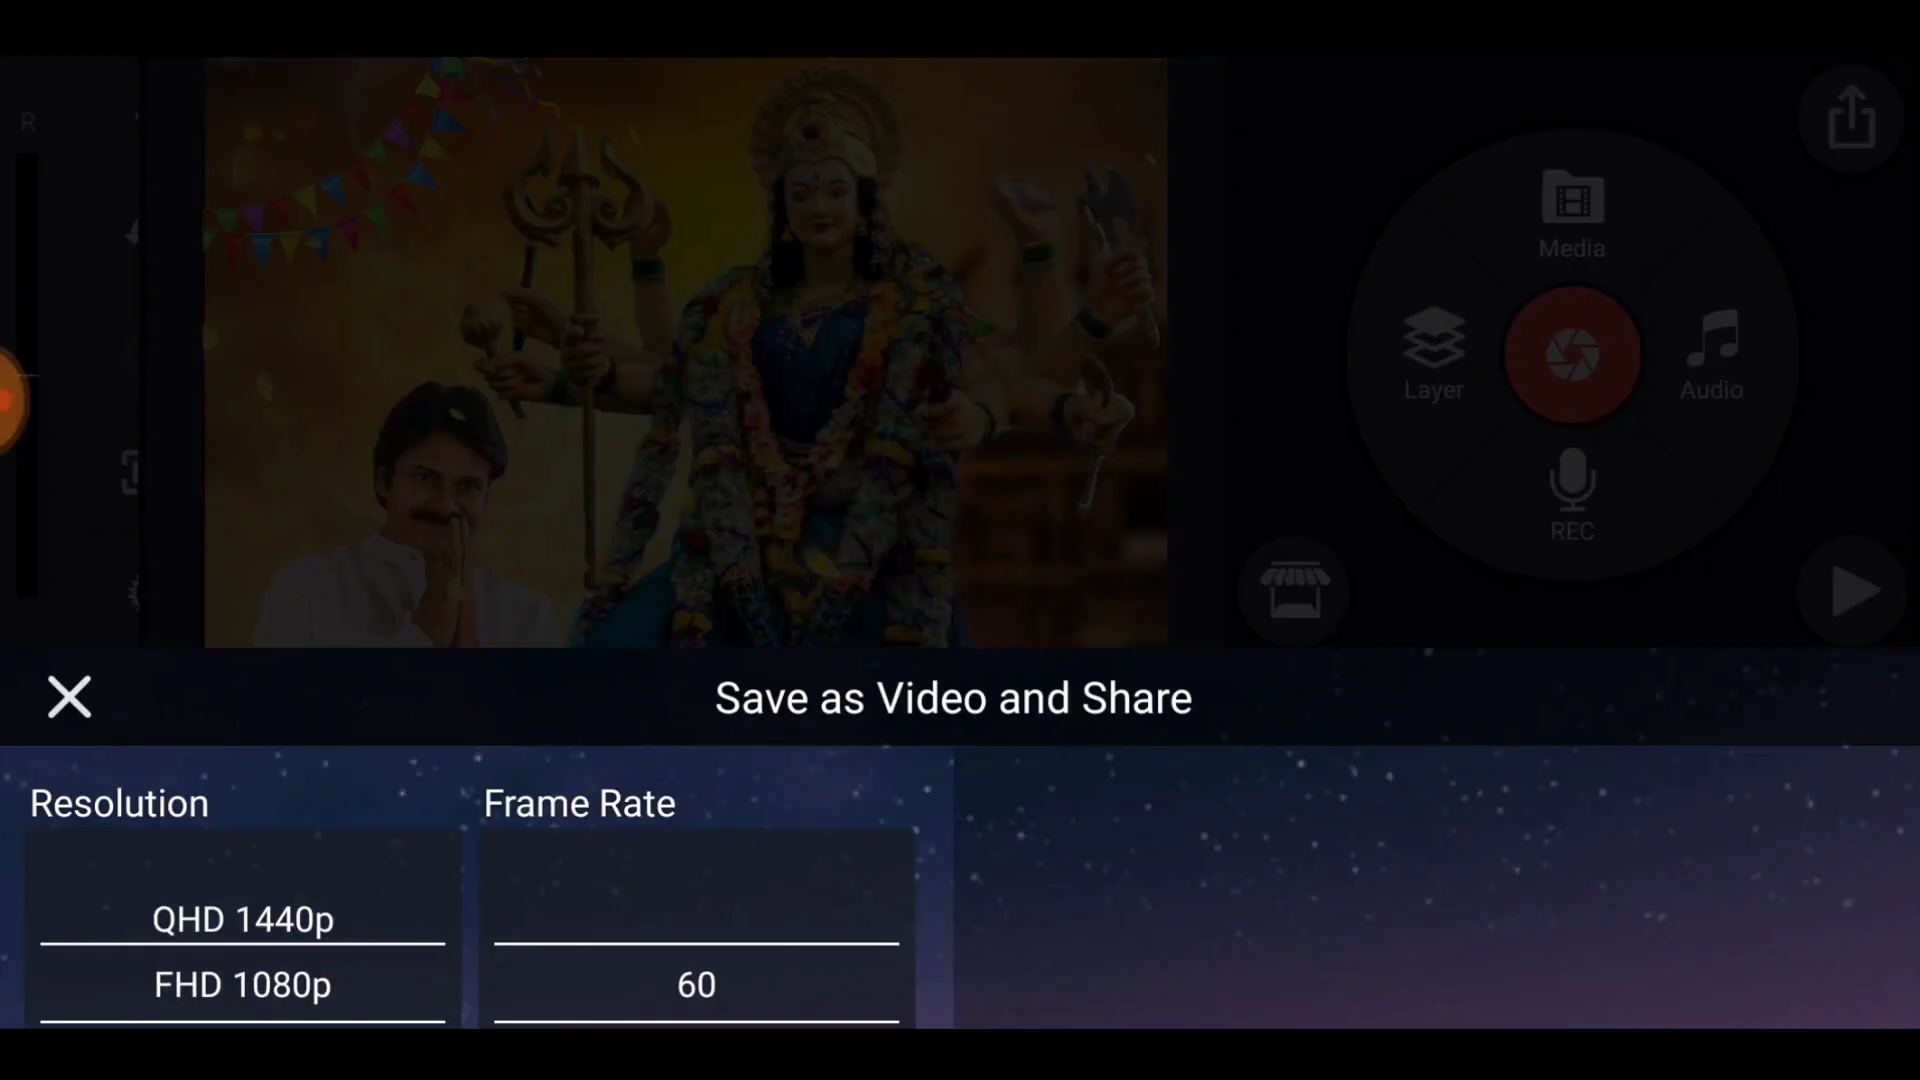 R
Media
Layer
Audio
REC
Save as Video and Share
Resolution
Frame Rate
QHD 1440p
FHD 1080p
60